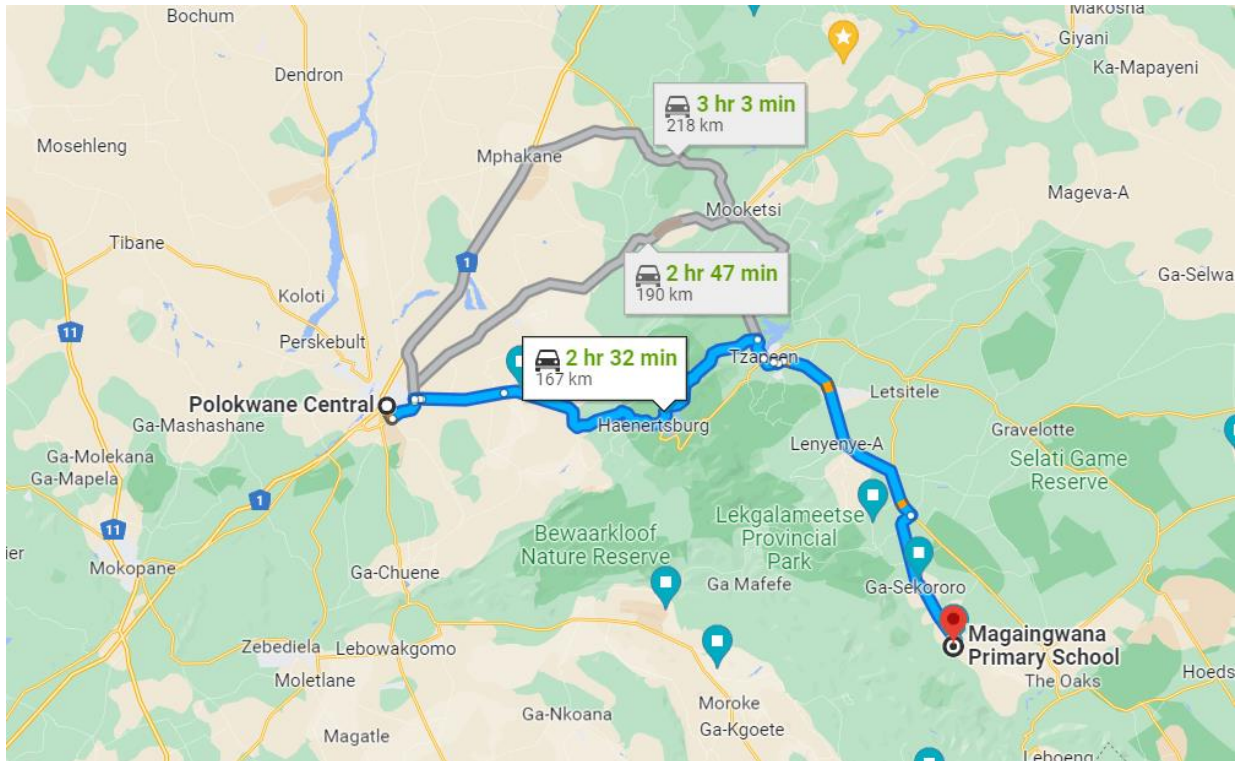 Bochum
Makosha
Giyani
Dendron
Ka-Mapayeni
3 hr 3 min
218 km
Mosehleng
Mphakane
Mageva-A
Mooketsi
Tibane
1
2 hr 47 min
190 km
Ga-Selwa
Koloti
11
Perskebult
2 hr 32 min
167 km
Tzaneen
Letsitele
Polokwane Central
Ga-Mashashane
Haenertsburg
Gravelotte
Lenyenye-A
Ga-Molekana
Ga-Mapela
Selati Game
Reserve
1
11
Lekgalameetse
Provincial
Park
Bewaarkloof
Nature Reserve
ier
Mokopane
Ga-Chuene
Ga Mafefe
Ga-Sekororo
Magaingwana
Primary School
Zebediela
Lebowakgomo
Hoeds
The Oaks
Moletlane
Moroke
Ga-Nkoana
Ga-Kgoete
Magatle
Leboeng